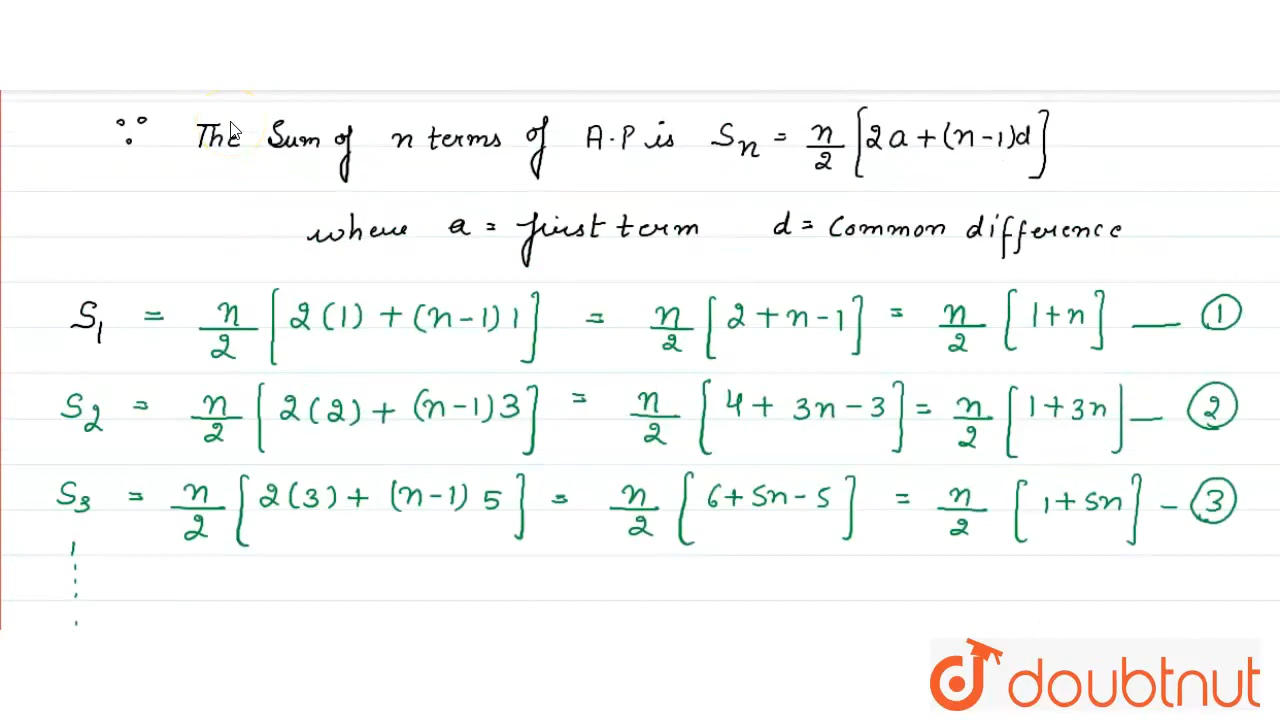 ∵ The Sum of n terms of A.P is Sn = n/2 [2a + (n-1)d]
where a = first term d = Common difference
S1 = n/2 [2(1) + (n-1)1] = n/2 [2+n-1] = n/2 [1+n] — ①
S2 = n/2 [2(2) + (n-1)3] = n/2 [4+3n-3] = n/2 [1+3n] — ②
S3 = n/2 [2(3) + (n-1)5] = n/2 [6+5n-5] = n/2 [1+5n] - ③
doubtnut